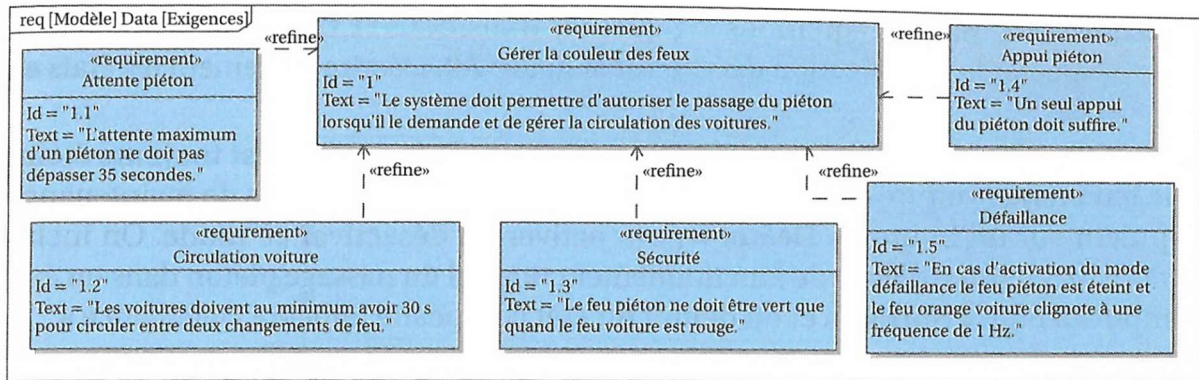 req [Modèle] Data [Exigences]
«requirement»
Attente piéton
Id = "1.1"
Text = "L'attente maximum
d'un piéton ne doit pas
dépasser 35 secondes."
«refine»
«requirement»
Gérer la couleur des feux
Id = "1"
Text = "Le système doit permettre d'autoriser le passage du piéton
lorsqu'il le demande et de gérer la circulation des voitures."
«refine»
«requirement»
Appui piéton
Id = "1.4"
Text = "Un seul appui
du piéton doit suffire."
«refine»
«refine»
«refine»
«requirement»
Circulation voiture
Id = "1.2"
Text = "Les voitures doivent au minimum avoir 30 s
pour circuler entre deux changements de feu."
«requirement»
Sécurité
Id = "1.3"
Text = "Le feu piéton ne doit être vert que
quand le feu voiture est rouge."
«requirement»
Défaillance
Id = "1.5"
Text = "En cas d'activation du mode
défaillance le feu piéton est éteint et
le feu orange voiture clignote à une
fréquence de 1 Hz."